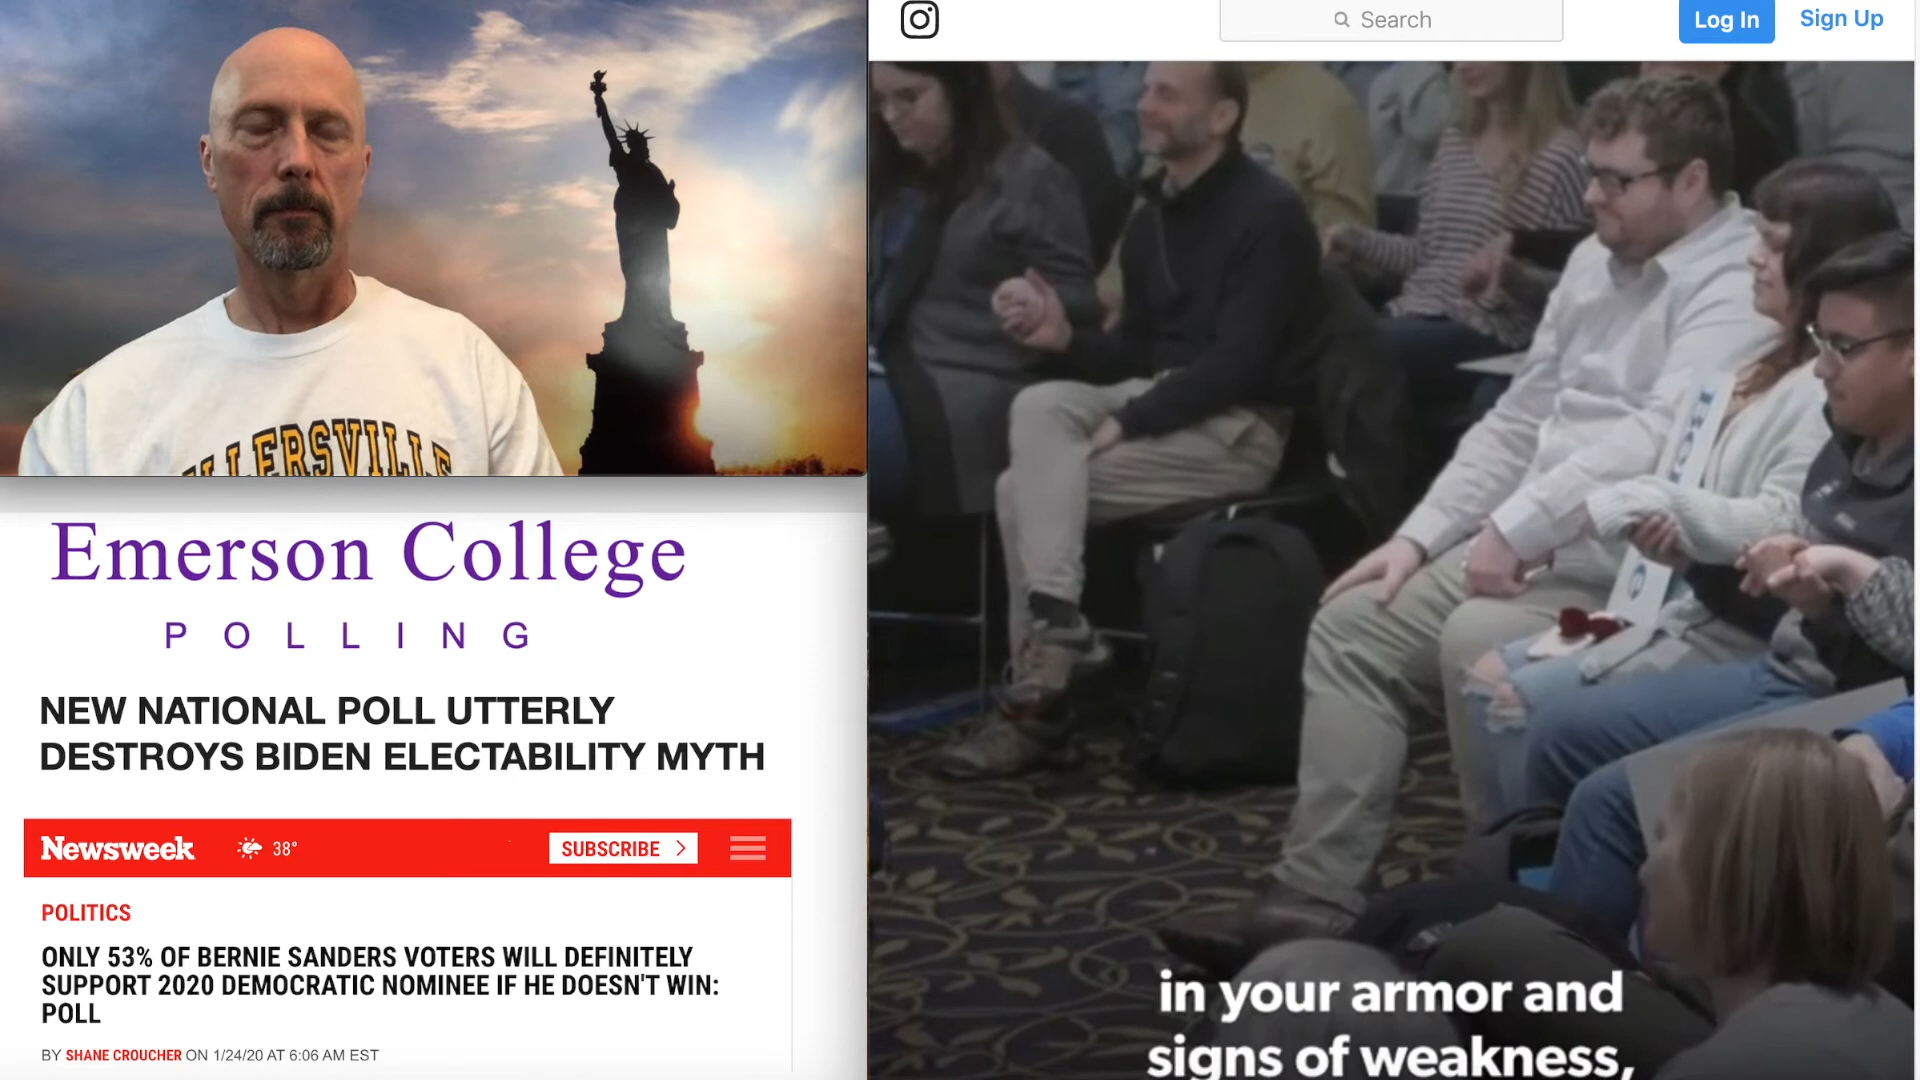 LLERSVILLE
Emerson College
POLLING
NEW NATIONAL POLL UTTERLY
DESTROYS BIDEN ELECTABILITY MYTH
Newsweek
38°
SUBSCRIBE
POLITICS
ONLY 53% OF BERNIE SANDERS VOTERS WILL DEFINITELY
SUPPORT 2020 DEMOCRATIC NOMINEE IF HE DOESN'T WIN:
POLL
BY SHANE CROUCHER ON 1/24/20 AT 6:06 AM EST
Search
Log In
Sign Up
in your armor and
signs of weakness,